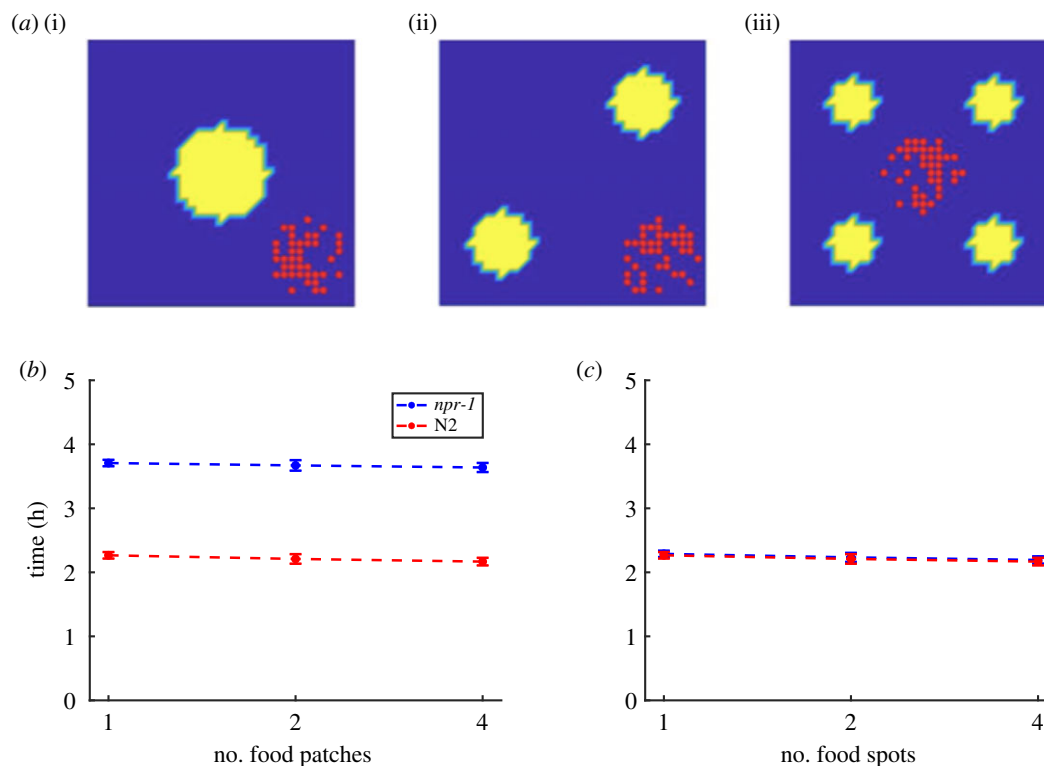 (a) (i)
(ii)
(iii)
(b)
5
4
3
2
1
0
time (h)
npr-1
N2
1
2
4
no. food patches
(c)
5
4
3
2
1
0
1
2
4
no. food spots